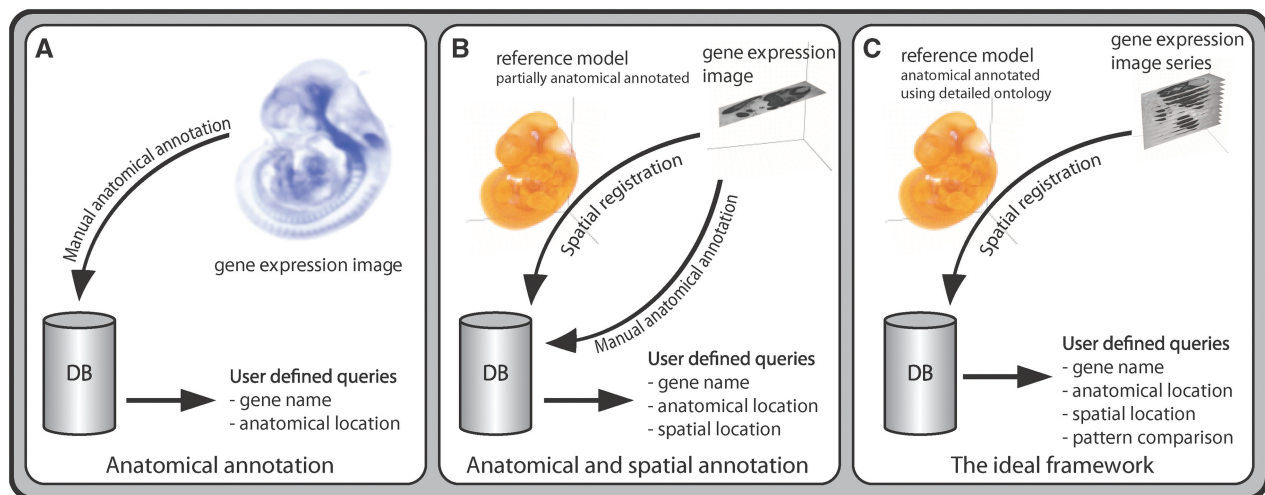 A
Manual anatomical annotation
gene expression image
DB
User defined queries
- gene name
- anatomical location
Anatomical annotation
B
reference model
partially anatomical annotated
gene expression
image
Spatial registration
Manual anatomical annotation
DB
User defined queries
- gene name
- anatomical location
- spatial location
Anatomical and spatial annotation
C
reference model
anatomical annotated
using detailed ontology
gene expression
image series
Spatial registration
DB
User defined queries
- gene name
- anatomical location
- spatial location
- pattern comparison
The ideal framework